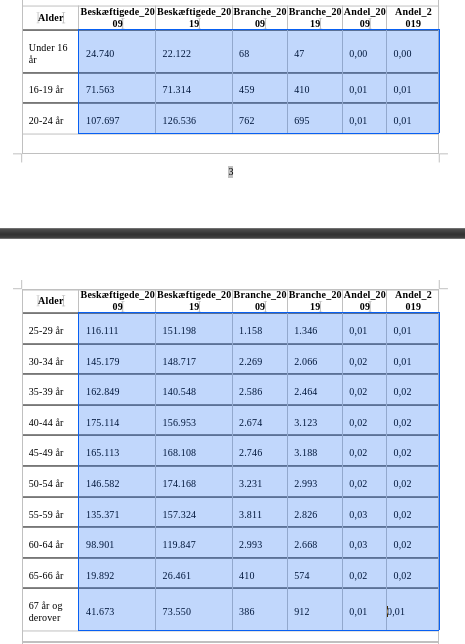 Alder Beskæftigede_2009 Beskæftigede_2019 Branche_2009 Branche_2019 Andel_2009 Andel_2019
Under 16 år 24.740 22.122 68 47 0,00 0,00
16-19 år 71.563 71.314 459 410 0,01 0,01
20-24 år 107.697 126.536 762 695 0,01 0,01
3
Alder Beskæftigede_2009 Beskæftigede_2019 Branche_2009 Branche_2019 Andel_2009 Andel_2019
25-29 år 116.111 151.198 1.158 1.346 0,01 0,01
30-34 år 145.179 148.717 2.269 2.066 0,02 0,01
35-39 år 162.849 140.548 2.586 2.464 0,02 0,02
40-44 år 175.114 156.953 2.674 3.123 0,02 0,02
45-49 år 165.113 168.108 2.746 3.188 0,02 0,02
50-54 år 146.582 174.168 3.231 2.993 0,02 0,02
55-59 år 135.371 157.324 3.811 2.826 0,03 0,02
60-64 år 98.901 119.847 2.993 2.668 0,03 0,02
65-66 år 19.892 26.461 410 574 0,02 0,02
67 år og derover 41.673 73.550 386 912 0,01 0,01